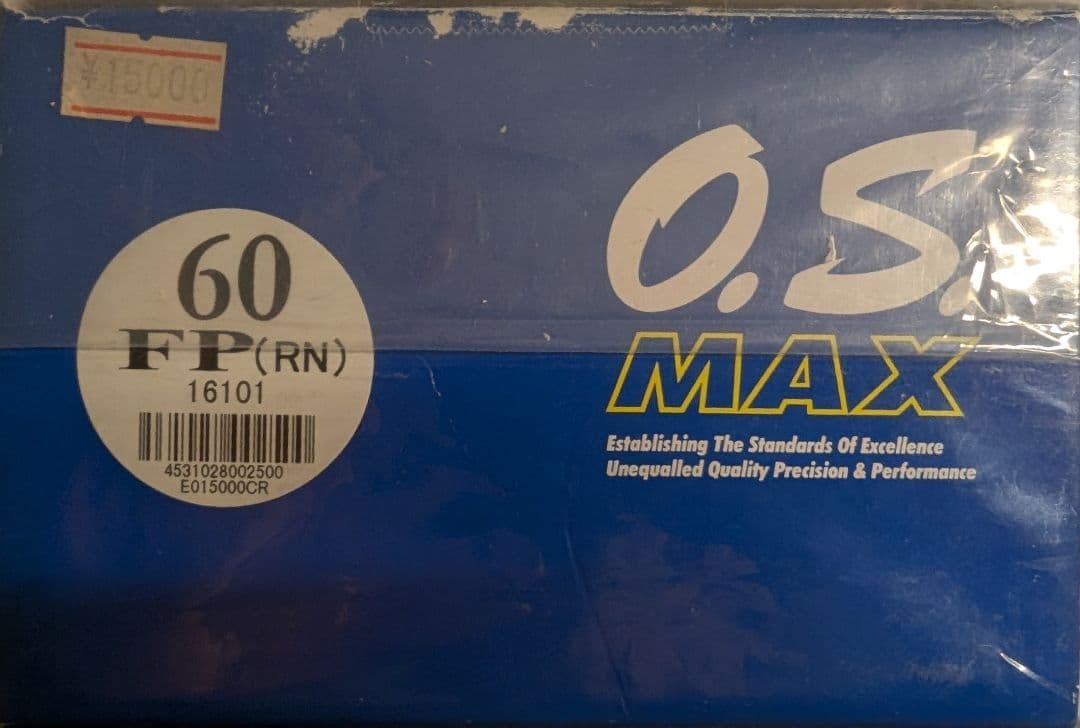 ¥15000
O.S.
MAX
Establishing The Standards Of Excellence
Unequalled Quality Precision & Performance
60
FP(RN)
16101
4531028002500
E015000CR